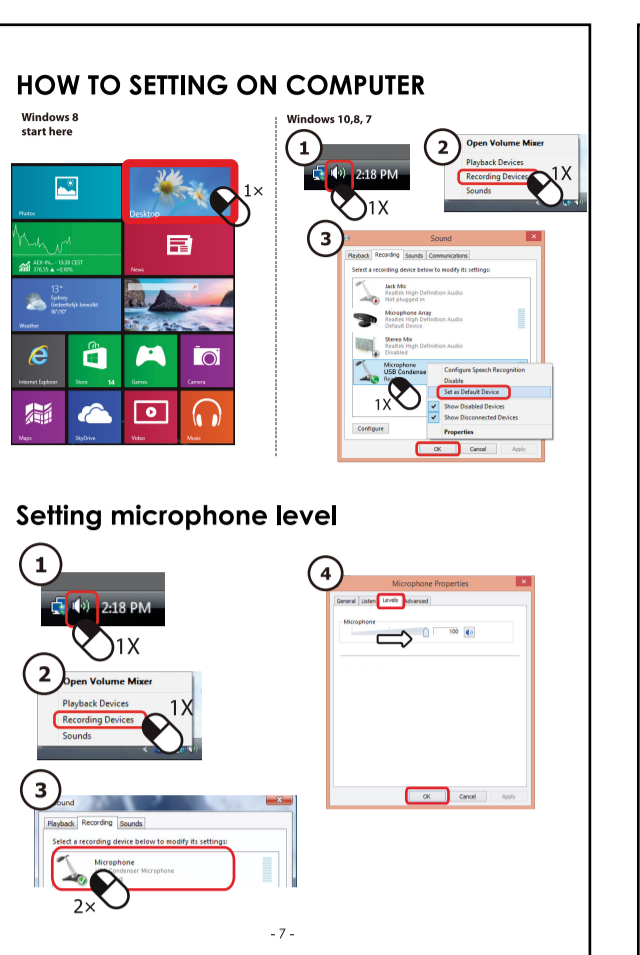 HOW TO SETTING ON COMPUTER
Windows 8
start here
Photos
Desktop
1×
AEX-IN... - 13:38 CEST
376,55 ▲ +0,10%
News
13°
Sydney
Gedeeltelijk bewolkt
18°/10°
Weather
Internet Explorer
Store
14
Games
Camera
Maps
SkyDrive
Video
Music
Windows 10,8, 7
1
2:18 PM
1X
2
Open Volume Mixer
Playback Devices
Recording Devices
Sounds
1X
3
Sound
Playback Recording Sounds Communications
Select a recording device below to modify its settings:
Jack Mic
Realtek High Definition Audio
Not plugged in
Microphone Array
Realtek High Definition Audio
Default Device
Stereo Mix
Realtek High Definition Audio
Disabled
Microphone
USB Condense
1X
Configure Speech Recognition
Disable
Set as Default Device
Show Disabled Devices
Show Disconnected Devices
Properties
Configure
OK Cancel Apply
Setting microphone level
1
2:18 PM
1X
2
Open Volume Mixer
Playback Devices
Recording Devices
Sounds
1X
3
ound
Playback Recording Sounds
Select a recording device below to modify its settings:
Microphone
Condenser Microphone
2×
4
Microphone Properties
General Listen Levels Advanced
Microphone
100
OK Cancel Apply
- 7 -